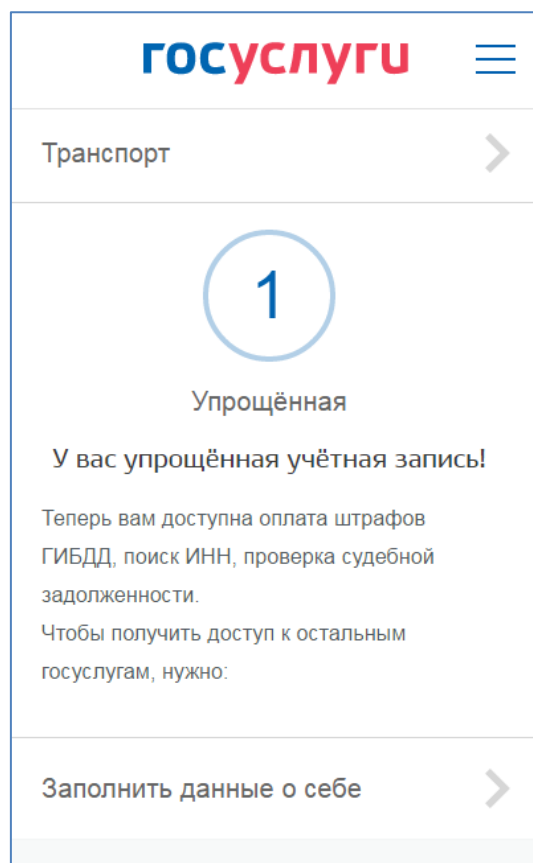 госуслуги
Транспорт
1
Упрощённая
У вас упрощённая учётная запись!
Теперь вам доступна оплата штрафов
ГИБДД, поиск ИНН, проверка судебной
задолженности.
Чтобы получить доступ к остальным
госуслугам, нужно:
Заполнить данные о себе